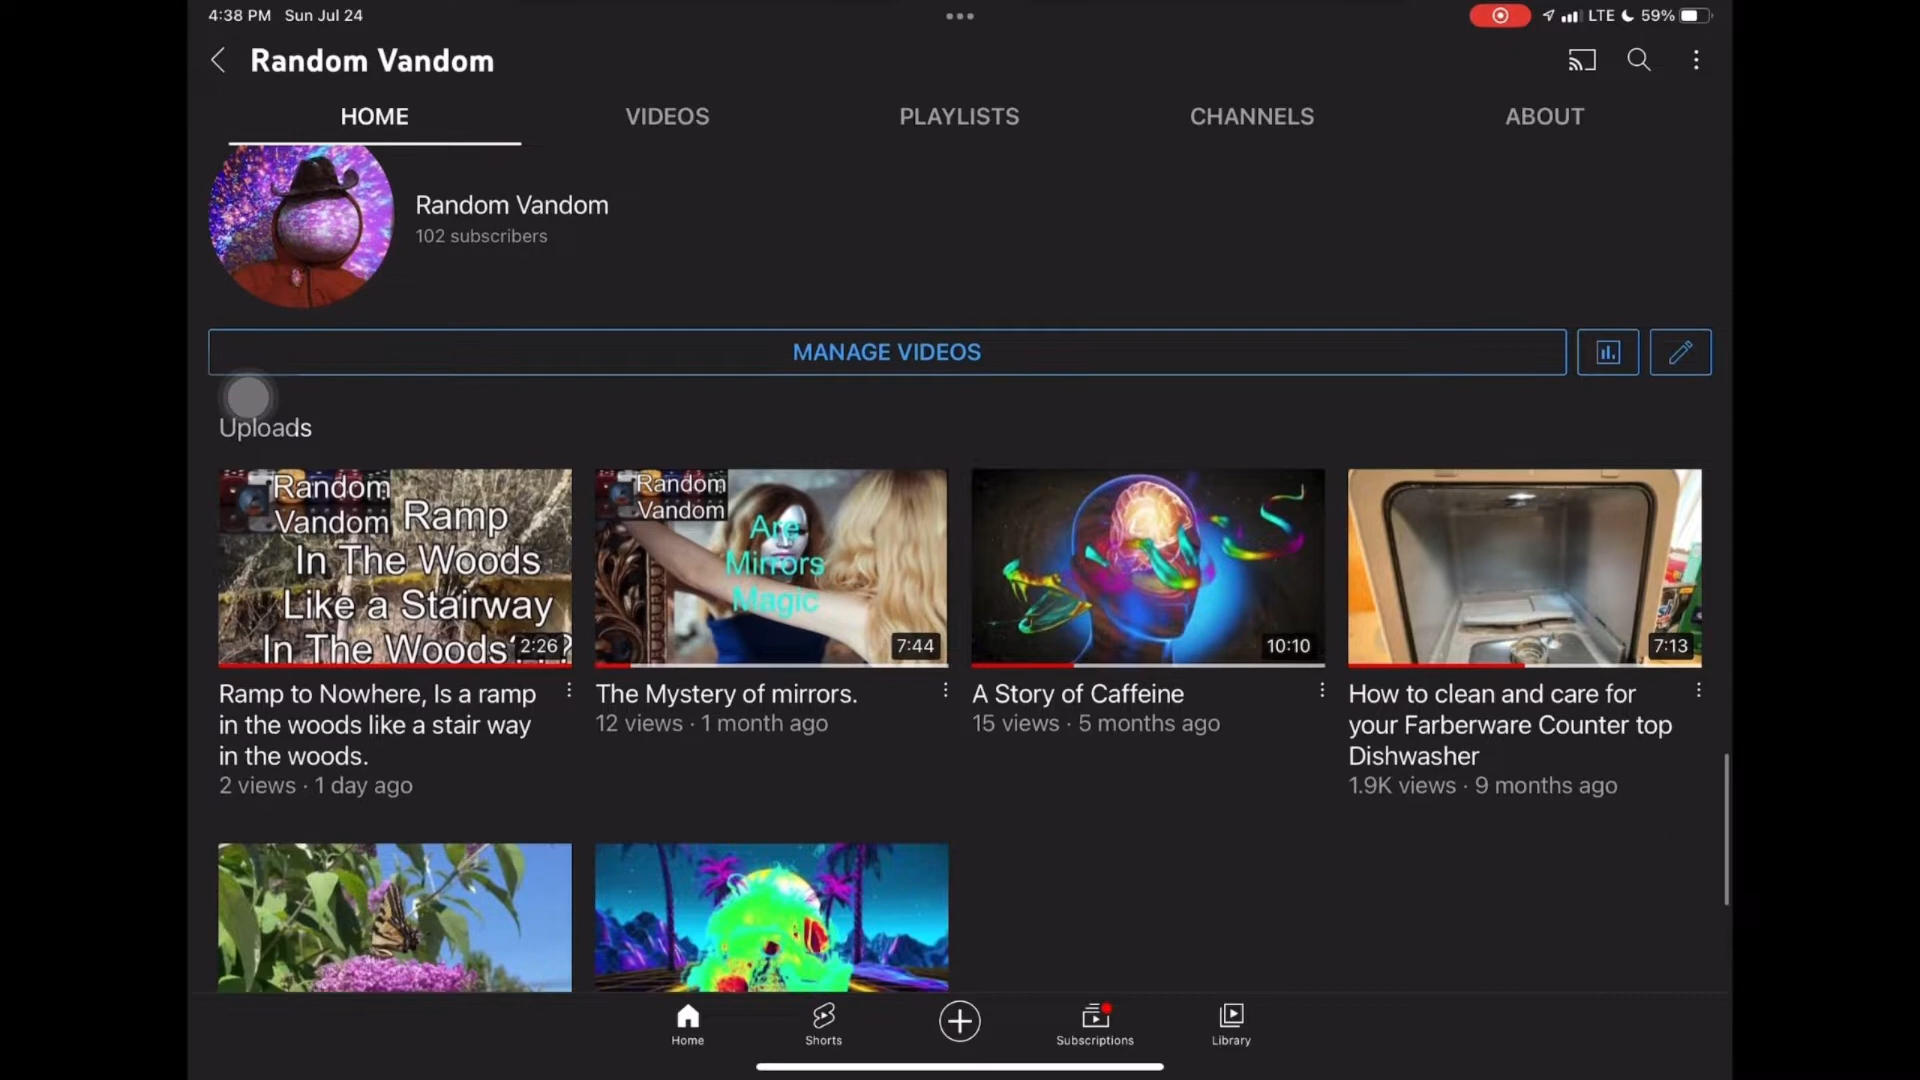 4:38 PM Sun Jul 24
LTE 59%
Random Vandom
HOME VIDEOS PLAYLISTS CHANNELS ABOUT
Random Vandom
102 subscribers
MANAGE VIDEOS
Uploads
Random
Vandom
Ramp
In The Woods
Like a Stairway
In The Woods
2:26
Random
Vandom
Are
Mirrors
Magic
7:44
10:10
7:13
Ramp to Nowhere, Is a ramp
in the woods like a stair way
in the woods.
2 views · 1 day ago
The Mystery of mirrors.
12 views · 1 month ago
A Story of Caffeine
15 views · 5 months ago
How to clean and care for
your Farberware Counter top
Dishwasher
1.9K views · 9 months ago
Home Shorts Subscriptions Library